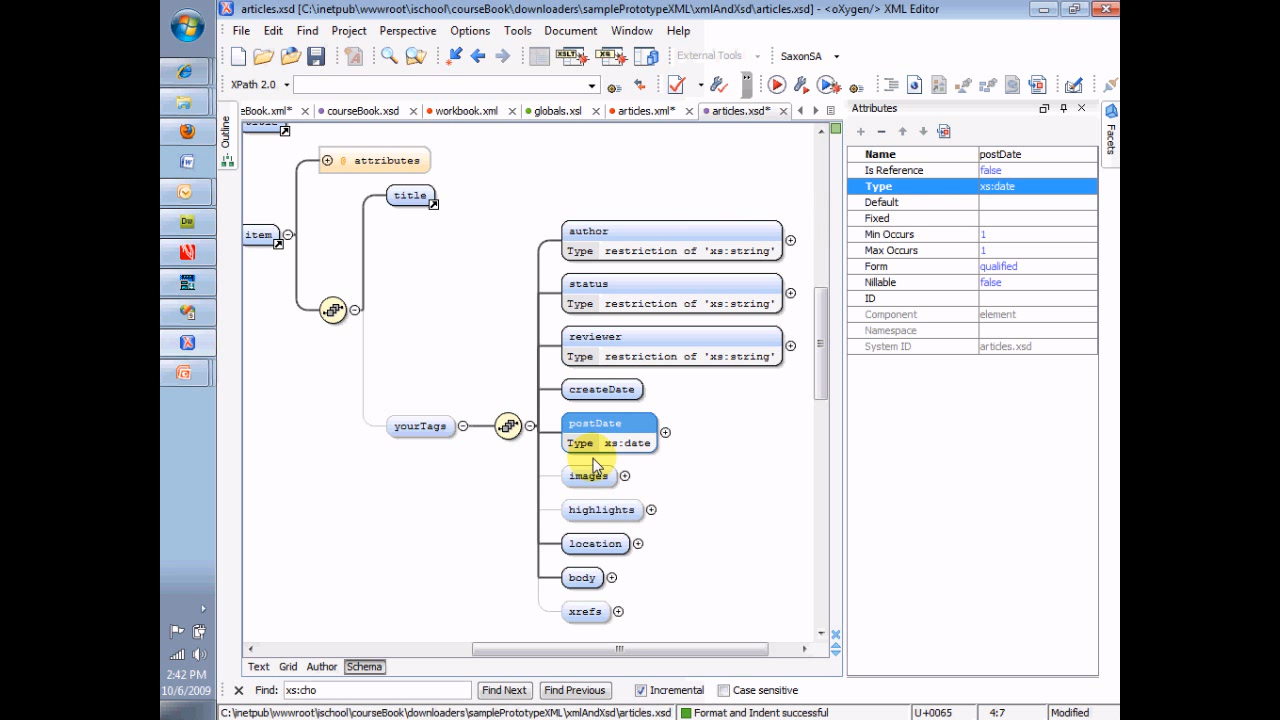 articles.xsd [C:\inetpub\wwwroot\ischool\courseBook\downloaders\samplePrototypeXML\xmlAndXsd\articles.xsd] - <oXygen/> XML Editor
File Edit Find Project Perspective Options Tools Document Window Help
External Tools SaxonSA
XPath 2.0
eBook.xml* courseBook.xsd workbook.xml globals.xsl articles.xml* articles.xsd*
Outline
attributes
title
item
author
Type restriction of 'xs:string'
status
Type restriction of 'xs:string'
reviewer
Type restriction of 'xs:string'
createDate
yourTags
postDate
Type xs:date
images
highlights
location
body
xrefs
Attributes
Name postDate
Is Reference false
Type xs:date
Default
Fixed
Min Occurs 1
Max Occurs 1
Form qualified
Nillable false
ID
Component element
Namespace
System ID articles.xsd
Facets
Text Grid Author Schema
Find: xs:cho Find Next Find Previous Incremental Case sensitive
C:\inetpub\wwwroot\ischool\courseBook\downloaders\samplePrototypeXML\xmlAndXsd\articles.xsd Format and Indent successful U+0065 4:7 Modified
2:42 PM
10/6/2009